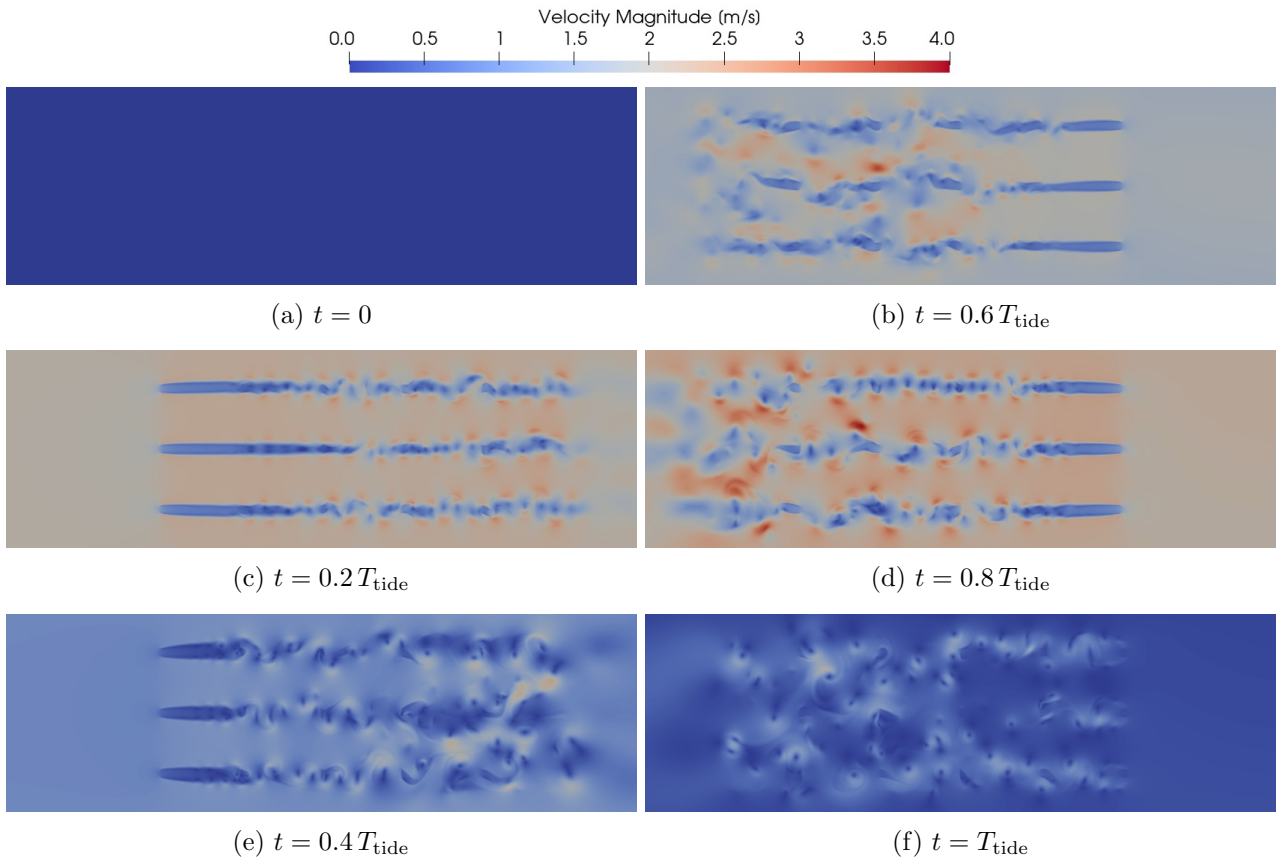 Velocity Magnitude (m/s)
0.0 0.5 1 1.5 2 2.5 3 3.5 4.0
(a) t = 0
(b) t = 0.6 T_tide
(c) t = 0.2 T_tide
(d) t = 0.8 T_tide
(e) t = 0.4 T_tide
(f) t = T_tide